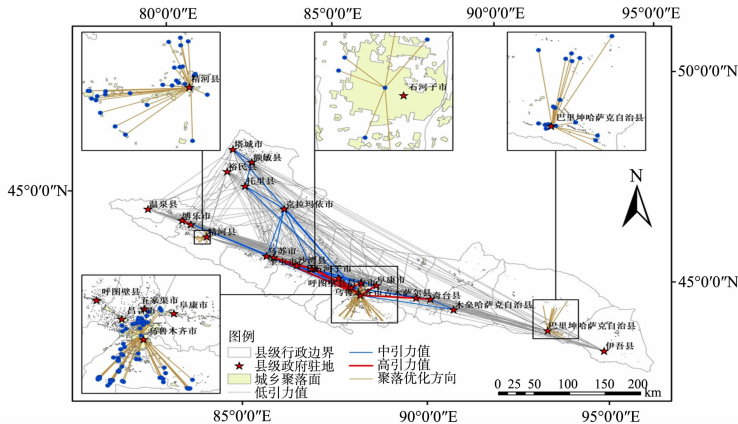 80°0′0″E
85°0′0″E
90°0′0″E
95°0′0″E
精河县
石河子市
巴里坤哈萨克自治县
50°0′0″N
塔城市
额敏县
裕民县
托里县
45°0′0″N
N
温泉县
博乐市
克拉玛依市
精河县
乌苏市
沙湾县
石河子市
呼图壁县
阜康市
奇台县
木垒哈萨克自治县
45°0′0″N
巴里坤哈萨克自治县
伊吾县
呼图壁县
五家渠市
阜康市
昌吉市
乌鲁木齐市
图例
县级行政边界
县级政府驻地
城乡聚落面
低引力值
中引力值
高引力值
聚落优化方向
0 25 50 80 120 160 200
km
85°0′0″E
90°0′0″E
95°0′0″E